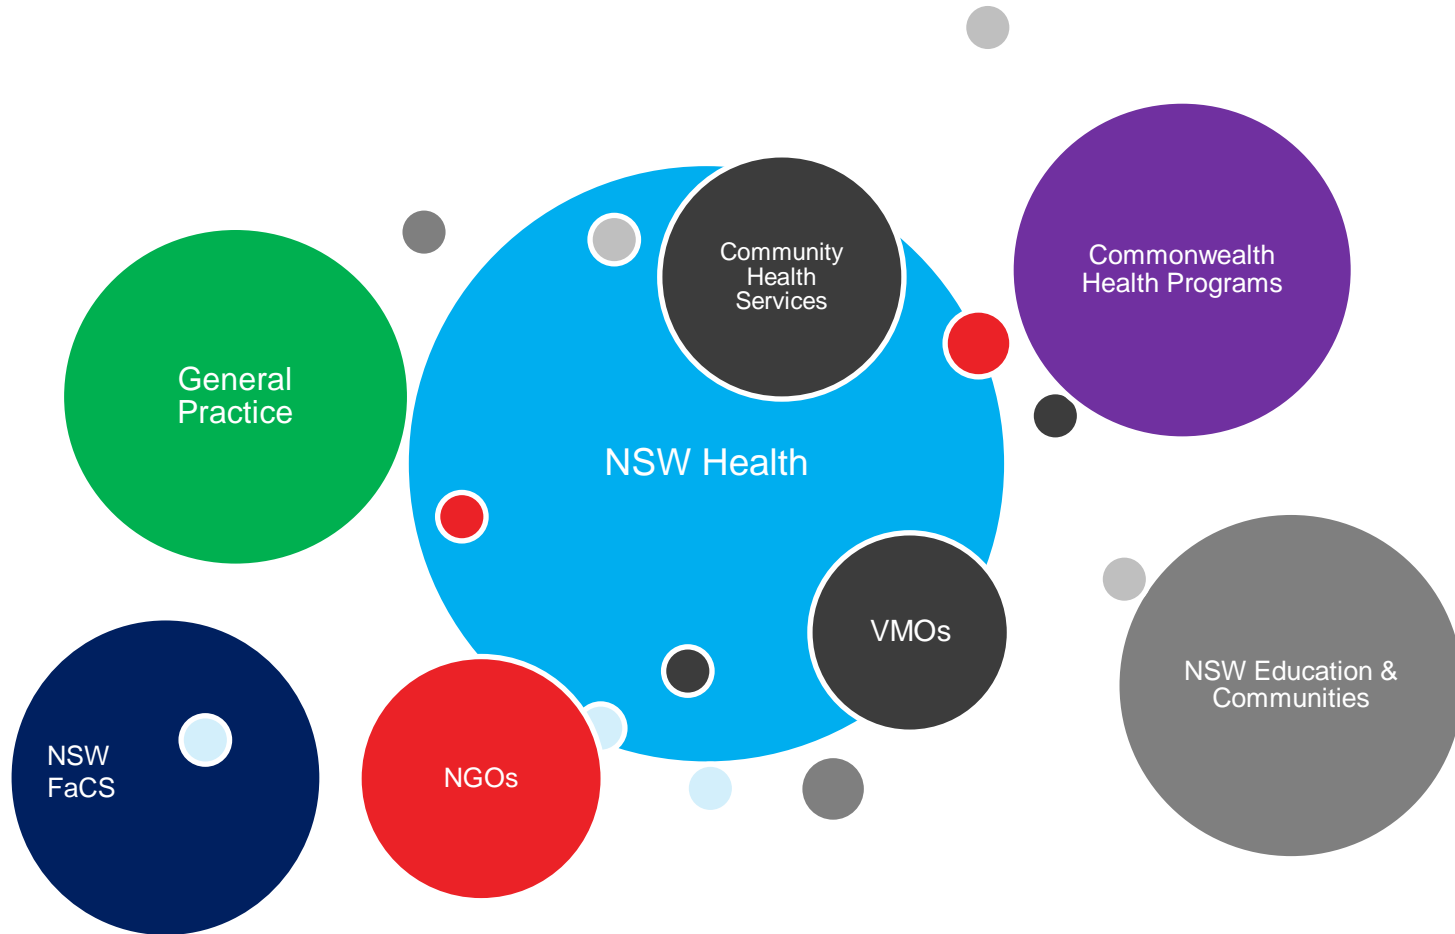 Community
Health
Services
Commonwealth
Health Programs
General
Practice
NSW Health
VMOs
NSW Education &
Communities
NSW
FaCS
NGOs